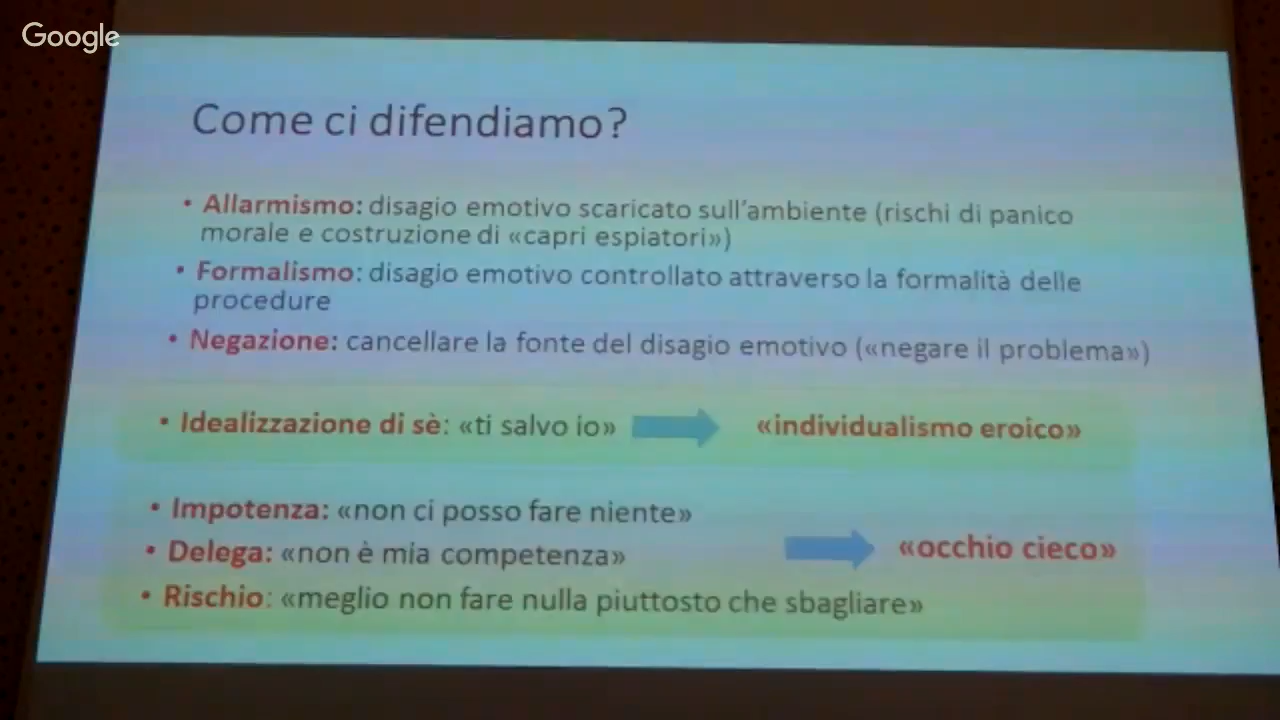 Google
Come ci difendiamo?
• Allarmismo: disagio emotivo scaricato sull'ambiente (rischi di panico
morale e costruzione di «capri espiatori»)
• Formalismo: disagio emotivo controllato attraverso la formalità delle
procedure
• Negazione: cancellare la fonte del disagio emotivo («negare il problema»)
• Idealizzazione di sè: «ti salvo io» «individualismo eroico»
• Impotenza: «non ci posso fare niente»
• Delega: «non è mia competenza»
«occhio cieco»
• Rischio: «meglio non fare nulla piuttosto che sbagliare»